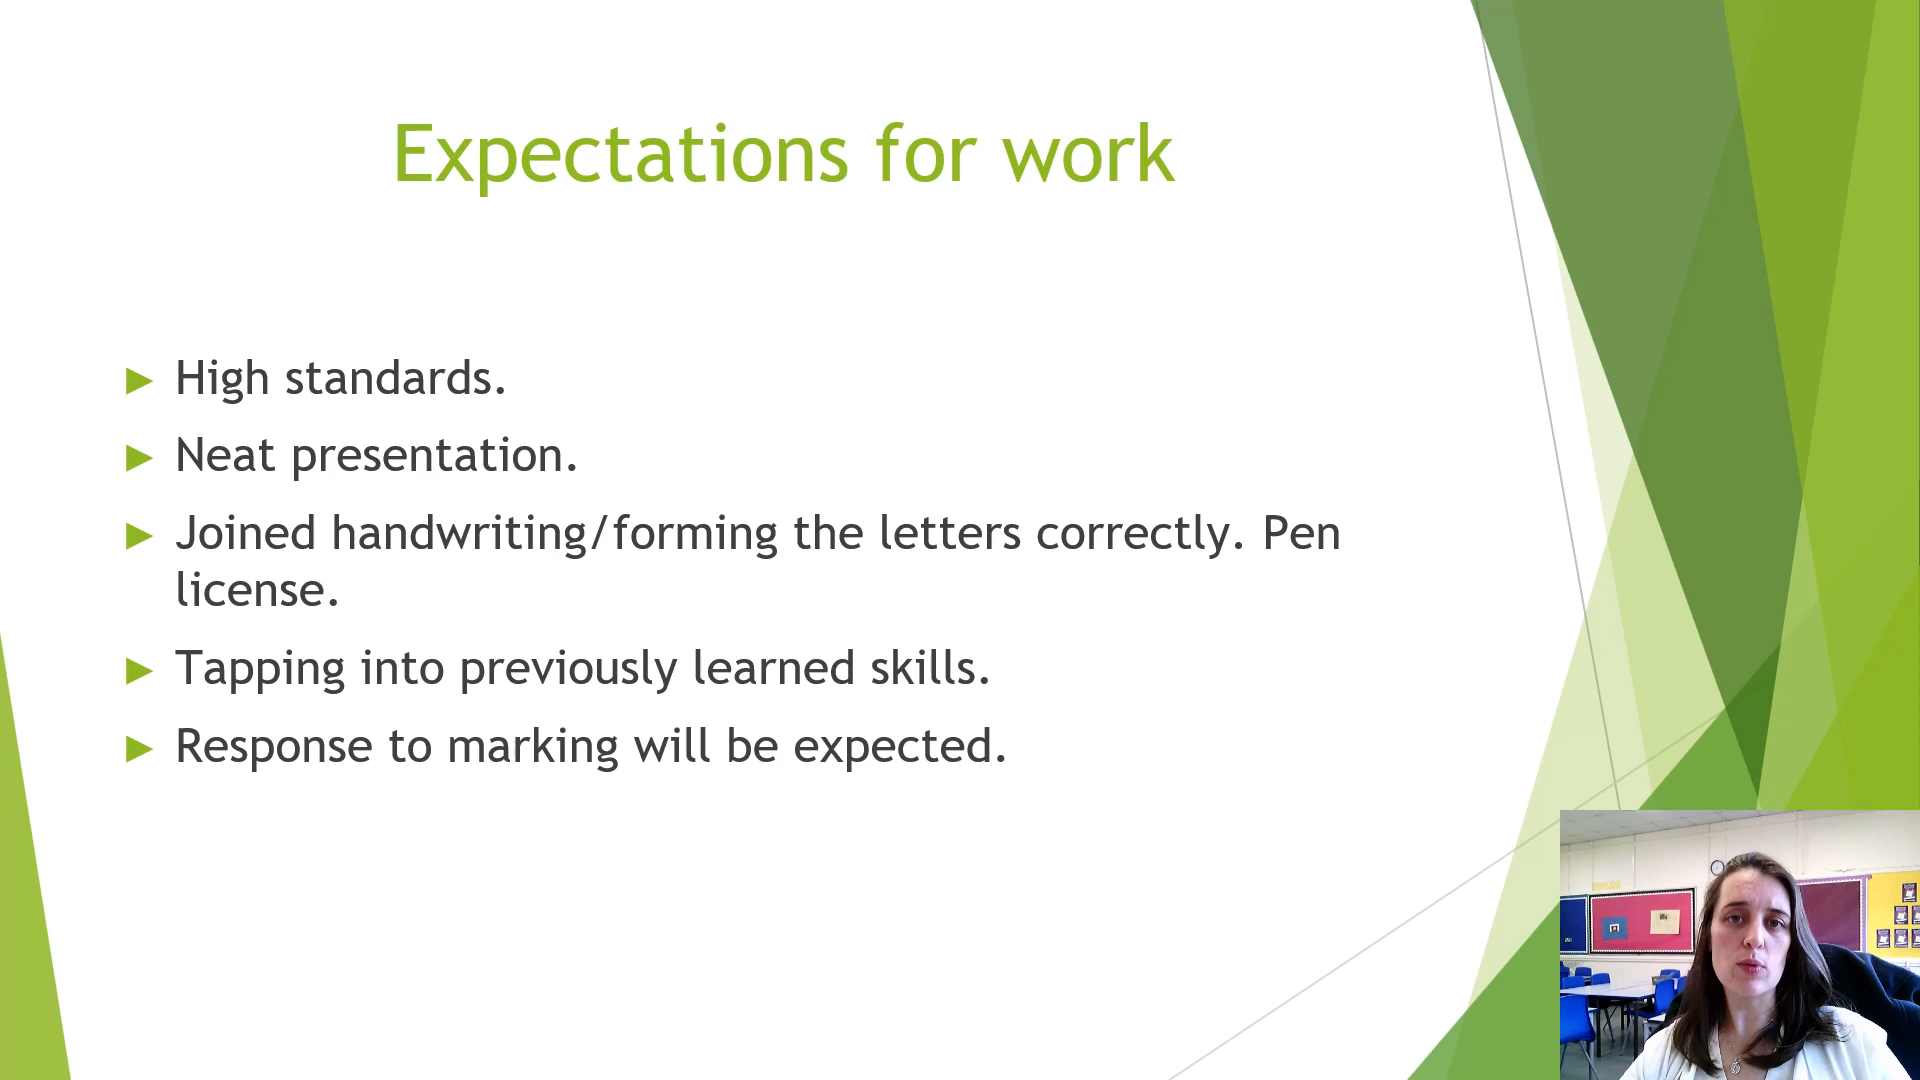 Expectations for work
High standards.
Neat presentation.
Joined handwriting/forming the letters correctly. Pen
license.
Tapping into previously learned skills.
Response to marking will be expected.